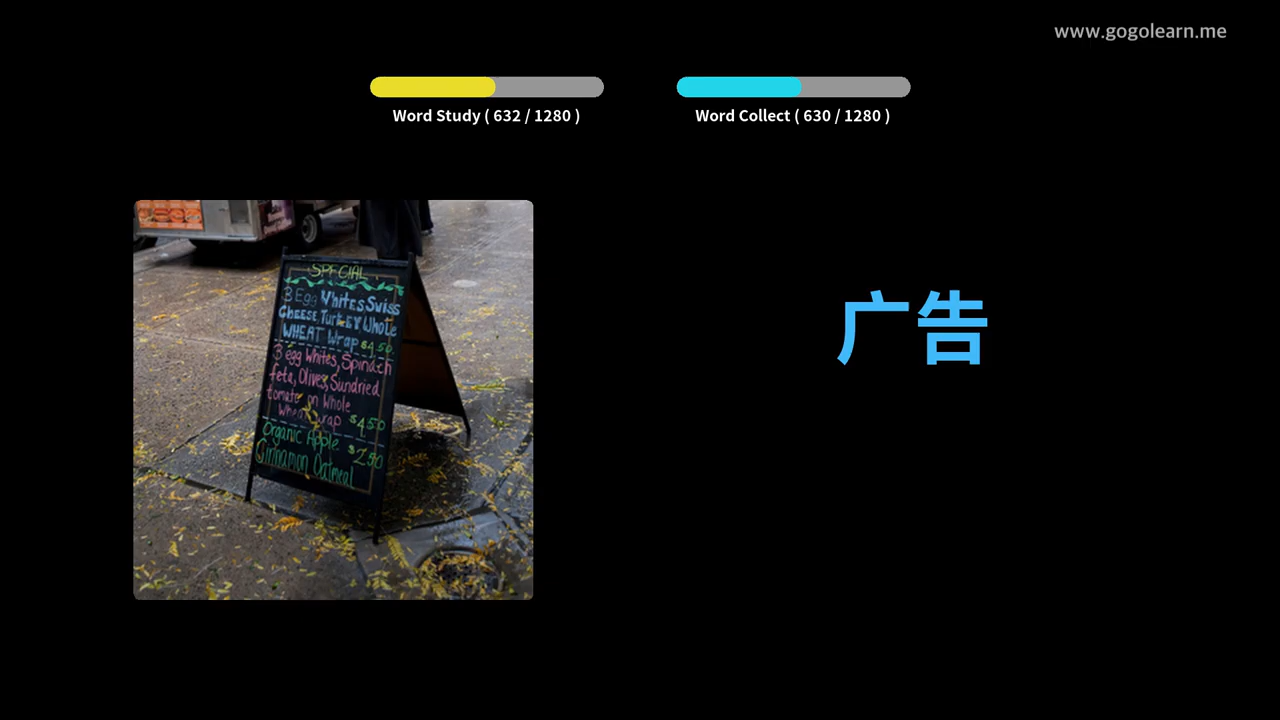 www.gogolearn.me
Word Study ( 632 / 1280 )
Word Collect ( 630 / 1280 )
SPECIAL
3 Egg Whites, Swiss
Cheese, Turkey Whole
WHEAT Wrap $4.50
3 egg Whites, Spinach
feta, Olives, Sundried
tomato on Whole
Wheat Wrap $4.50
Organic Apple
Cinnamon Oatmeal $2.50
广告